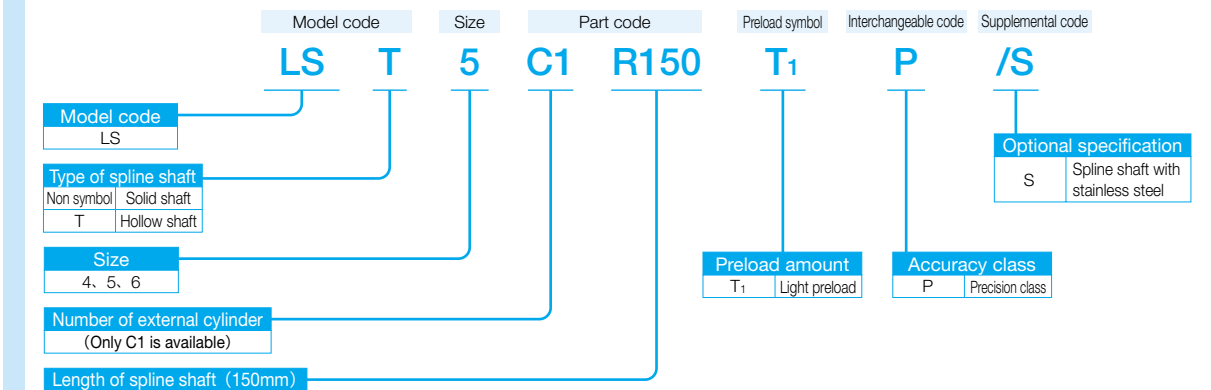 Model code Size Part code Preload symbol Interchangeable code Supplemental code
LS T 5 C1 R150 T1 P /S
Model code
LS
Type of spline shaft
Non symbol Solid shaft
T Hollow shaft
Size
4、5、6
Number of external cylinder
(Only C1 is available)
Length of spline shaft (150mm)
Preload amount
T1 Light preload
Accuracy class
P Precision class
Optional specification
S Spline shaft with
stainless steel